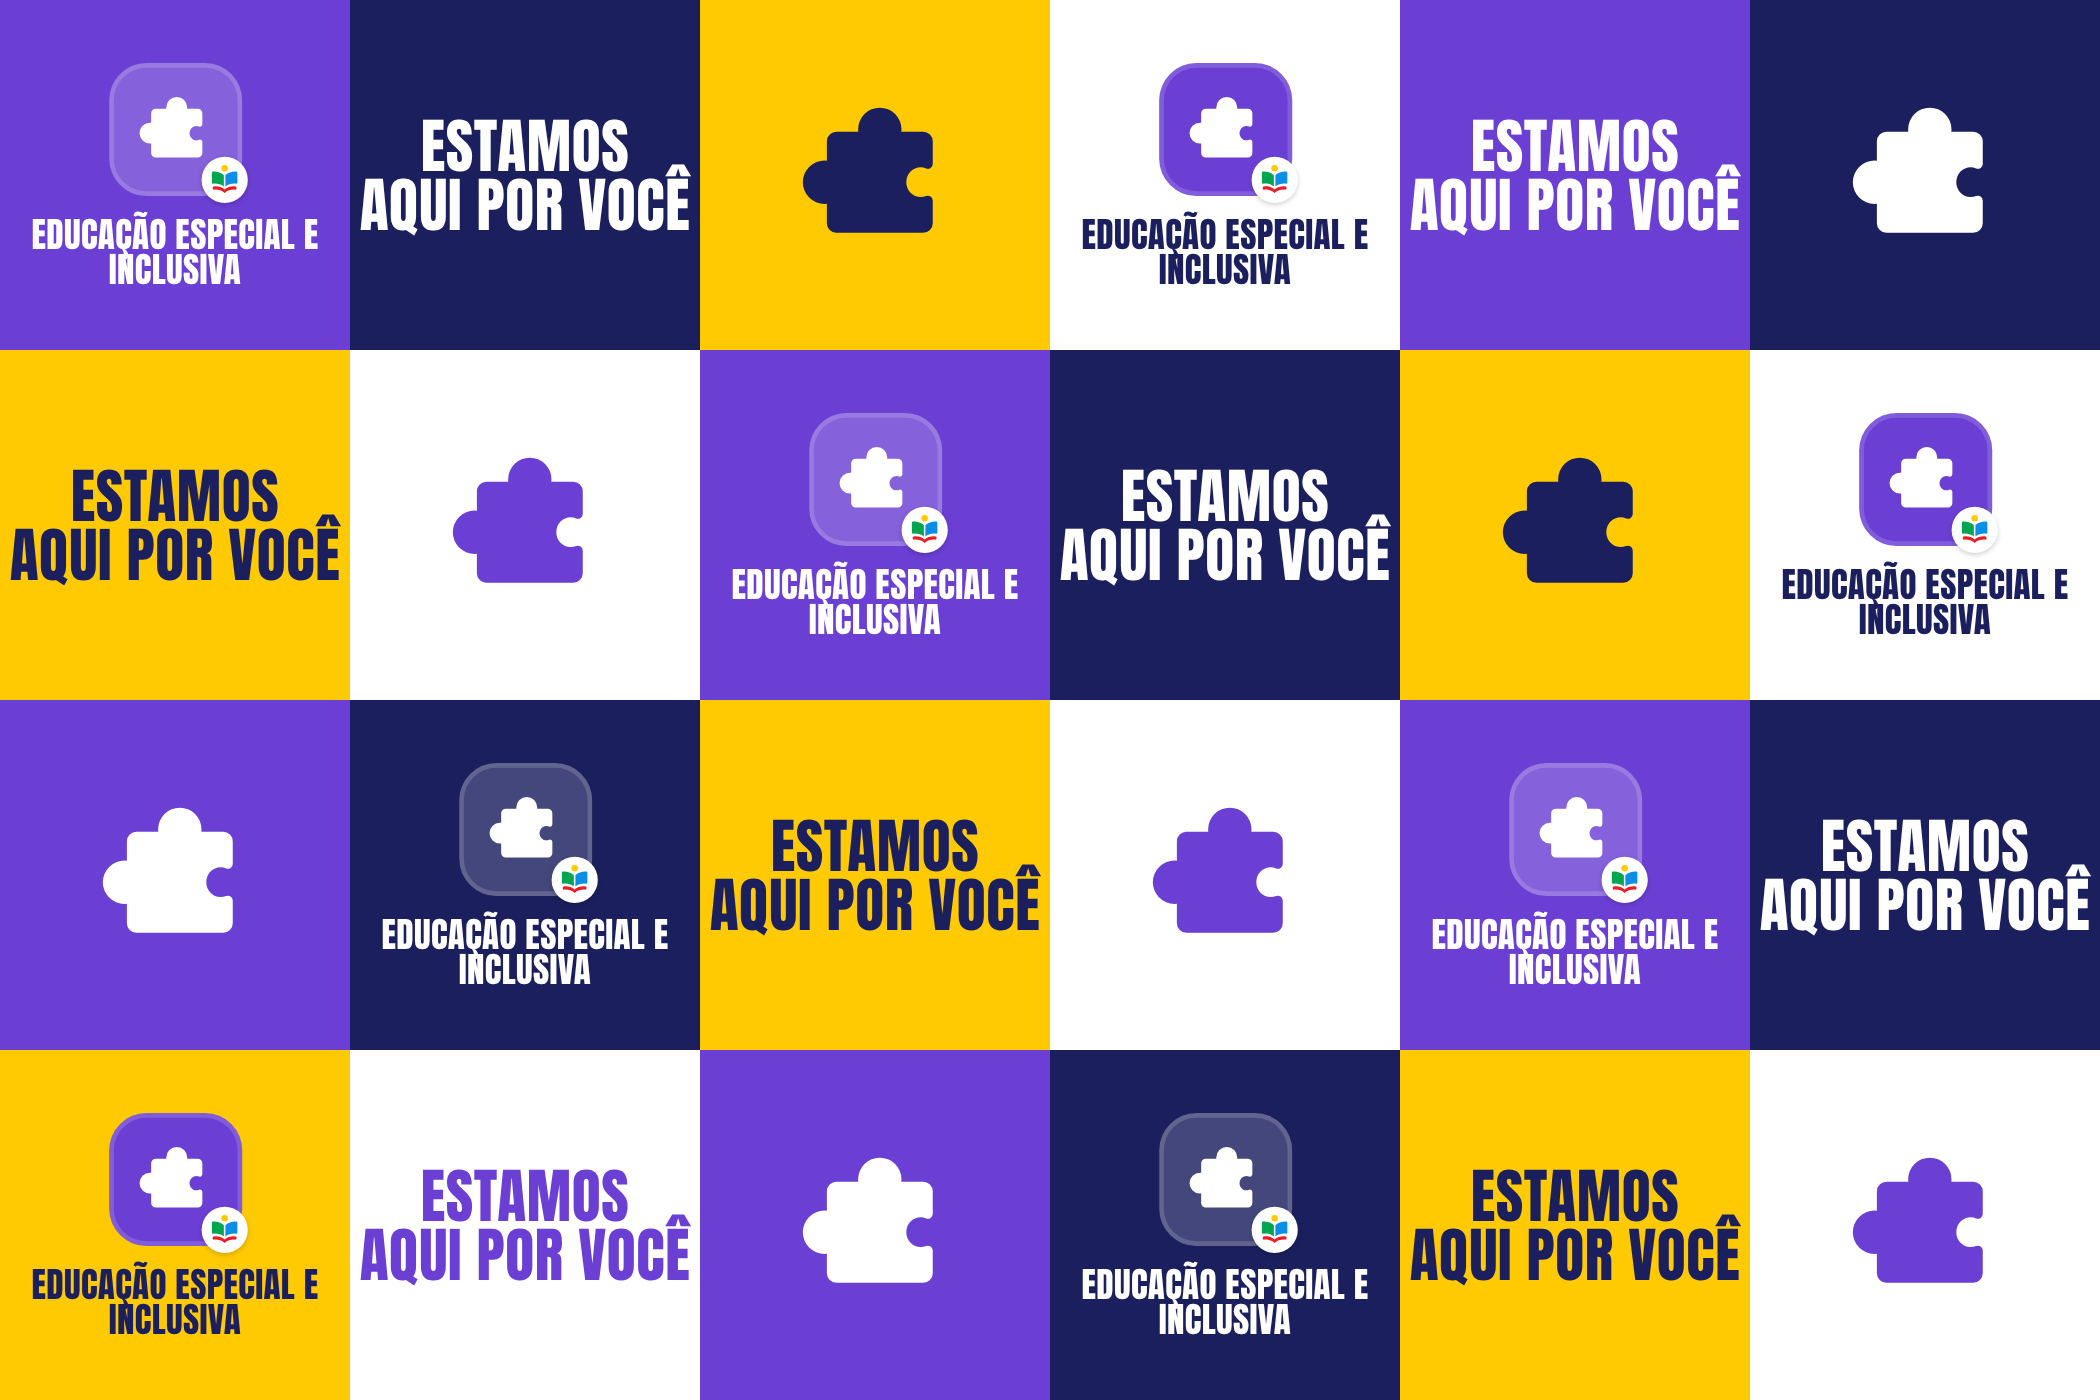 EDUCAÇÃO ESPECIAL E
INCLUSIVA
ESTAMOS
AQUI POR VOCÊ
EDUCAÇÃO ESPECIAL E
INCLUSIVA
ESTAMOS
AQUI POR VOCÊ
ESTAMOS
AQUI POR VOCÊ
EDUCAÇÃO ESPECIAL E
INCLUSIVA
ESTAMOS
AQUI POR VOCÊ
EDUCAÇÃO ESPECIAL E
INCLUSIVA
EDUCAÇÃO ESPECIAL E
INCLUSIVA
ESTAMOS
AQUI POR VOCÊ
EDUCAÇÃO ESPECIAL E
INCLUSIVA
ESTAMOS
AQUI POR VOCÊ
EDUCAÇÃO ESPECIAL E
INCLUSIVA
ESTAMOS
AQUI POR VOCÊ
EDUCAÇÃO ESPECIAL E
INCLUSIVA
ESTAMOS
AQUI POR VOCÊ